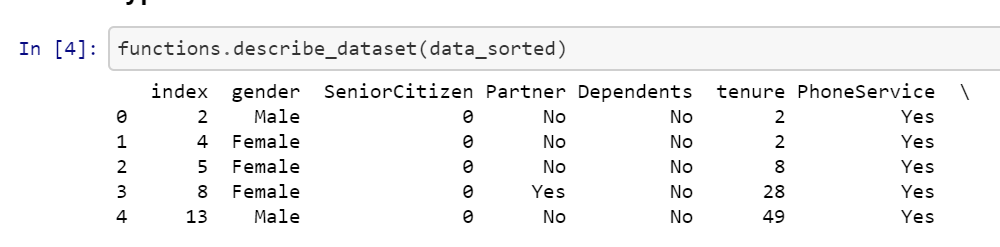 In [4]: functions.describe_dataset(data_sorted)
index gender SeniorCitizen Partner Dependents tenure PhoneService \
0 2 Male 0 No No 2 Yes
1 4 Female 0 No No 2 Yes
2 5 Female 0 No No 8 Yes
3 8 Female 0 Yes No 28 Yes
4 13 Male 0 No No 49 Yes